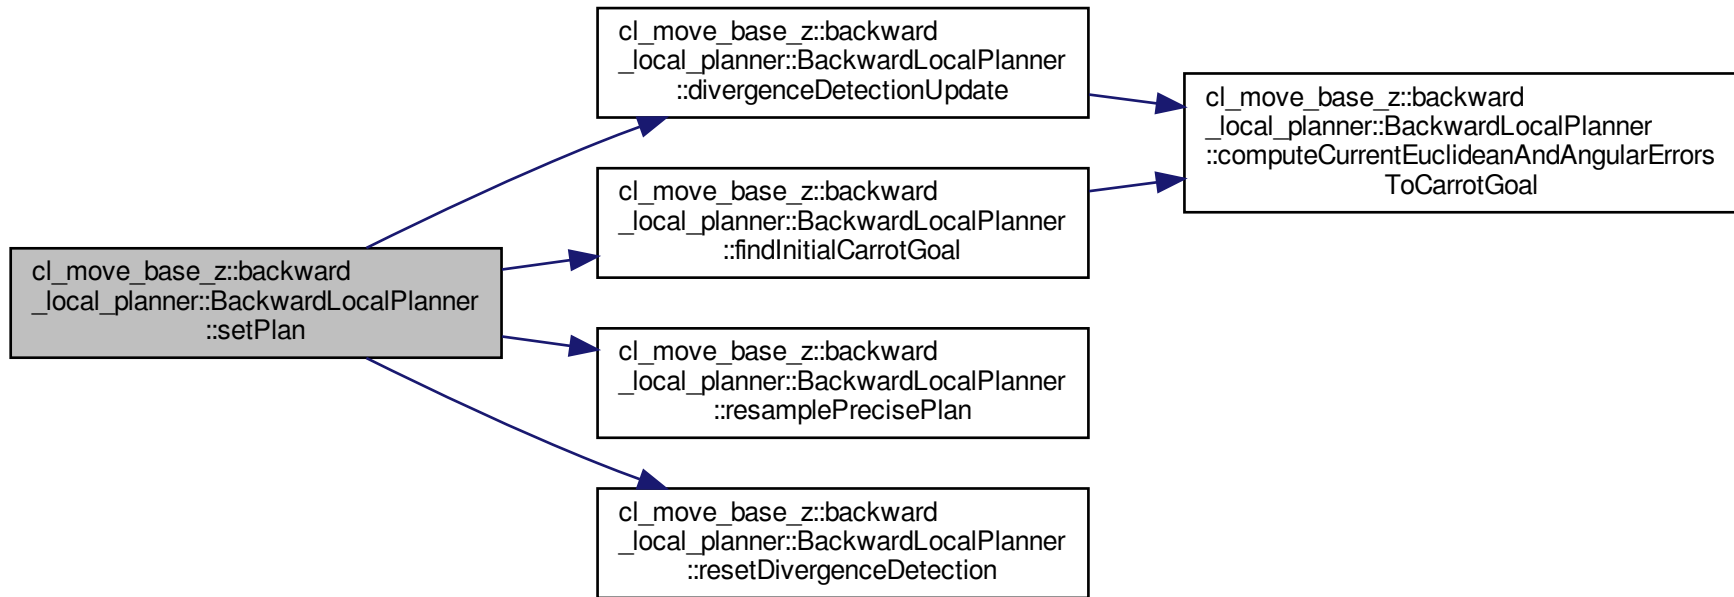 cl_move_base_z::backward
_local_planner::BackwardLocalPlanner
::setPlan
cl_move_base_z::backward
_local_planner::BackwardLocalPlanner
::divergenceDetectionUpdate
cl_move_base_z::backward
_local_planner::BackwardLocalPlanner
::findInitialCarrotGoal
cl_move_base_z::backward
_local_planner::BackwardLocalPlanner
::resamplePrecisePlan
cl_move_base_z::backward
_local_planner::BackwardLocalPlanner
::resetDivergenceDetection
cl_move_base_z::backward
_local_planner::BackwardLocalPlanner
::computeCurrentEuclideanAndAngularErrors
ToCarrotGoal